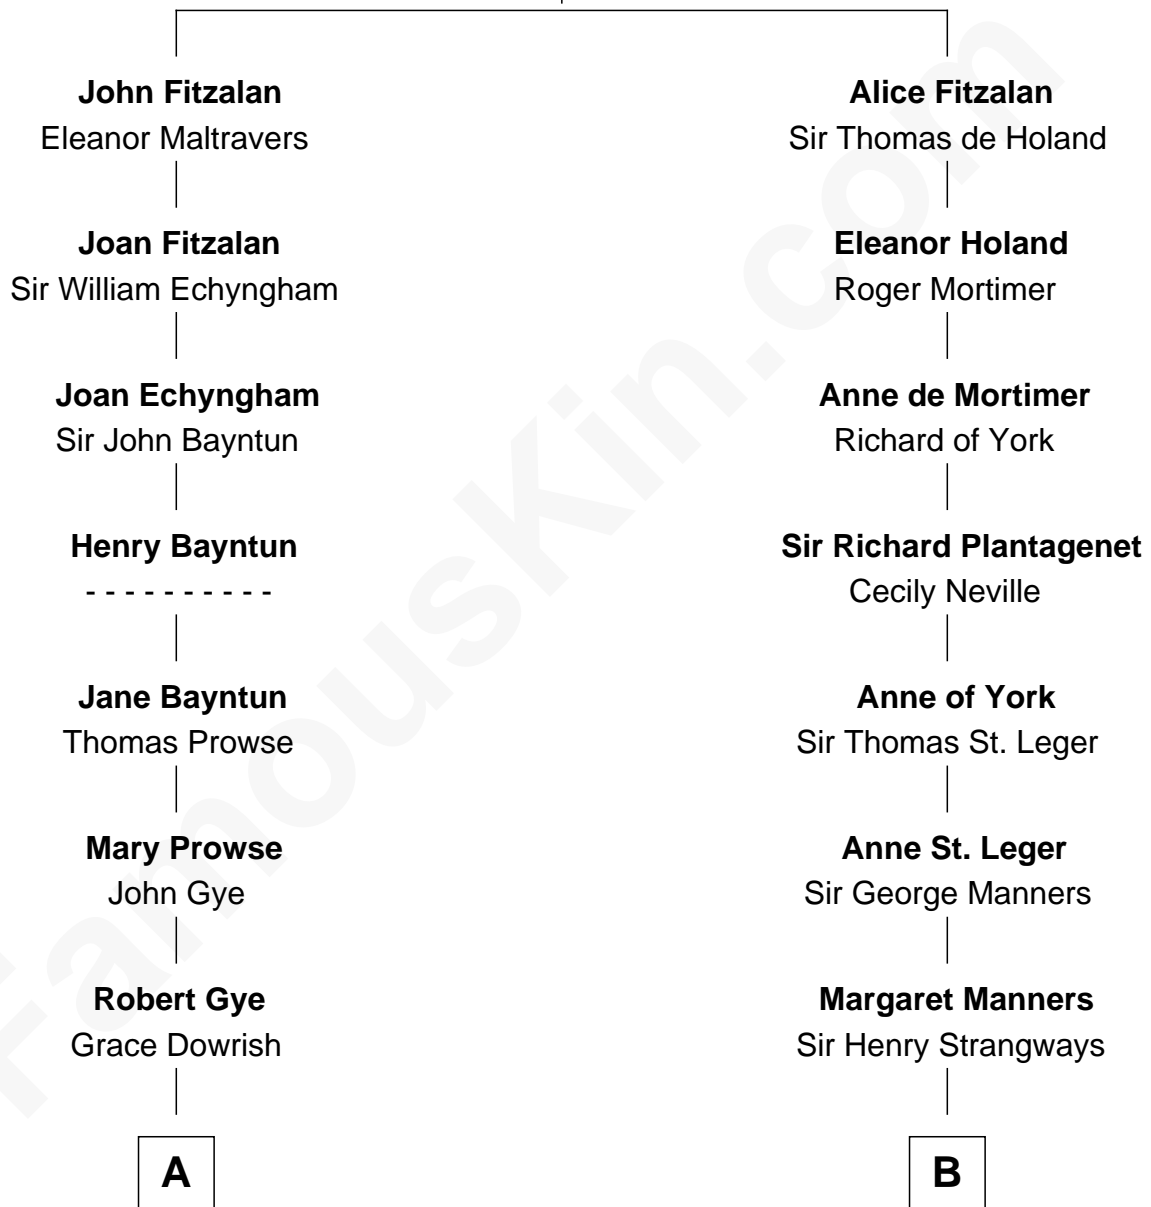 John Fitzalan
Eleanor Maltravers
Alice Fitzalan
Sir Thomas de Holand
Joan Fitzalan
Sir William Echyngham
Eleanor Holand
Roger Mortimer
Joan Echyngham
Sir John Bayntun
Anne de Mortimer
Richard of York
Henry Bayntun
- - - - - - - - - -
Sir Richard Plantagenet
Cecily Neville
Jane Bayntun
Thomas Prowse
Anne of York
Sir Thomas St. Leger
Mary Prowse
John Gye
Anne St. Leger
Sir George Manners
Robert Gye
Grace Dowrish
Margaret Manners
Sir Henry Strangways
A
B
FamousKin.com